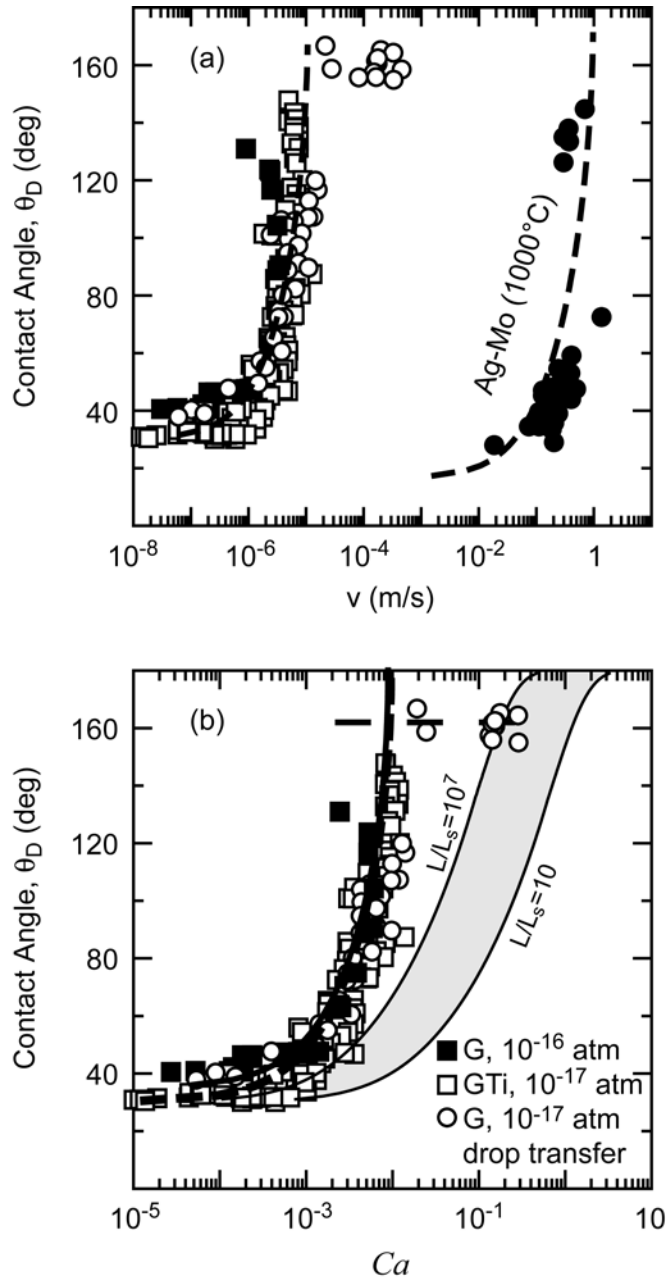 (a)
Contact Angle, θD (deg)
160
120
80
40
Ag-Mo (1000°C)
10-8
10-6
10-4
10-2
1
v (m/s)
(b)
Contact Angle, θD (deg)
160
120
80
40
0
L/Ls=107
L/Ls=10
G, 10-16 atm
GTi, 10-17 atm
G, 10-17 atm
drop transfer
10-5
10-3
10-1
10
Ca